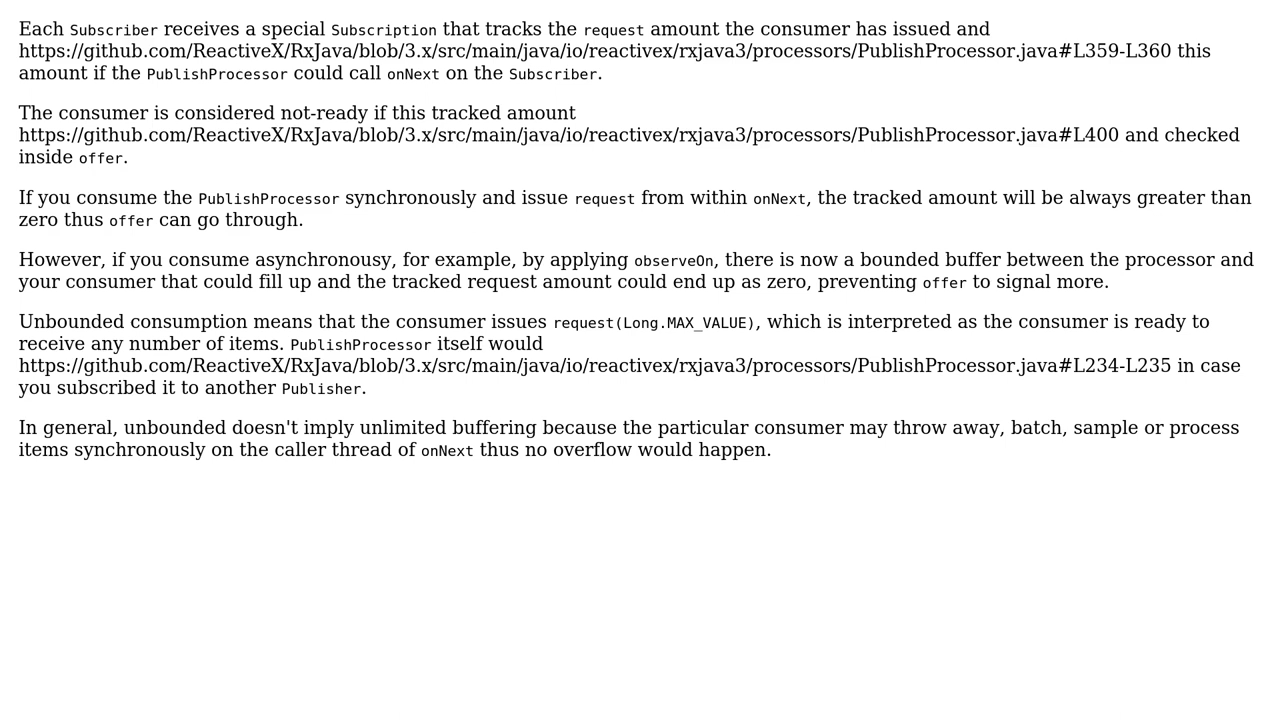 Each Subscriber receives a special Subscription that tracks the request amount the consumer has issued and
https://github.com/ReactiveX/RxJava/blob/3.x/src/main/java/io/reactivex/rxjava3/processors/PublishProcessor.java#L359-L360 this
amount if the PublishProcessor could call onNext on the Subscriber.
The consumer is considered not-ready if this tracked amount
https://github.com/ReactiveX/RxJava/blob/3.x/src/main/java/io/reactivex/rxjava3/processors/PublishProcessor.java#L400 and checked
inside offer.
If you consume the PublishProcessor synchronously and issue request from within onNext, the tracked amount will be always greater than
zero thus offer can go through.
However, if you consume asynchronousy, for example, by applying observeOn, there is now a bounded buffer between the processor and
your consumer that could fill up and the tracked request amount could end up as zero, preventing offer to signal more.
Unbounded consumption means that the consumer issues request(Long.MAX_VALUE), which is interpreted as the consumer is ready to
receive any number of items. PublishProcessor itself would
https://github.com/ReactiveX/RxJava/blob/3.x/src/main/java/io/reactivex/rxjava3/processors/PublishProcessor.java#L234-L235 in case
you subscribed it to another Publisher.
In general, unbounded doesn't imply unlimited buffering because the particular consumer may throw away, batch, sample or process
items synchronously on the caller thread of onNext thus no overflow would happen.